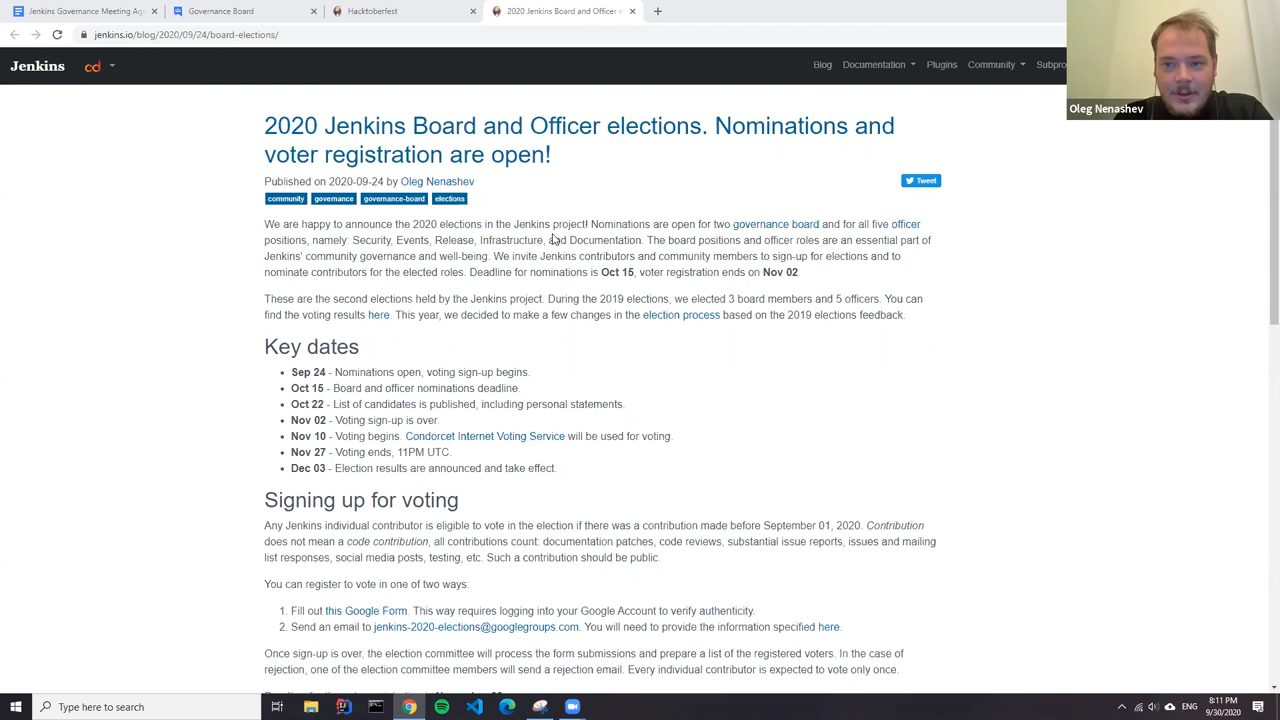 Jenkins Governance Meeting Age
Governance Board
Hacktoberfest
2020 Jenkins Board and Officer e
jenkins.io/blog/2020/09/24/board-elections/
Jenkins cd Blog Documentation Plugins Community Subpro
Oleg Nenashev
2020 Jenkins Board and Officer elections. Nominations and
voter registration are open!
Published on 2020-09-24 by Oleg Nenashev
Tweet
community governance governance-board elections
We are happy to announce the 2020 elections in the Jenkins project! Nominations are open for two governance board and for all five officer
positions, namely: Security, Events, Release, Infrastructure, and Documentation. The board positions and officer roles are an essential part of
Jenkins' community governance and well-being. We invite Jenkins contributors and community members to sign-up for elections and to
nominate contributors for the elected roles. Deadline for nominations is Oct 15, voter registration ends on Nov 02.
These are the second elections held by the Jenkins project. During the 2019 elections, we elected 3 board members and 5 officers. You can
find the voting results here. This year, we decided to make a few changes in the election process based on the 2019 elections feedback.
Key dates
• Sep 24 - Nominations open, voting sign-up begins.
• Oct 15 - Board and officer nominations deadline.
• Oct 22 - List of candidates is published, including personal statements.
• Nov 02 - Voting sign-up is over.
• Nov 10 - Voting begins. Condorcet Internet Voting Service will be used for voting.
• Nov 27 - Voting ends, 11PM UTC.
• Dec 03 - Election results are announced and take effect.
Signing up for voting
Any Jenkins individual contributor is eligible to vote in the election if there was a contribution made before September 01, 2020. Contribution
does not mean a code contribution, all contributions count: documentation patches, code reviews, substantial issue reports, issues and mailing
list responses, social media posts, testing, etc. Such a contribution should be public.
You can register to vote in one of two ways:
1. Fill out this Google Form. This way requires logging into your Google Account to verify authenticity.
2. Send an email to jenkins-2020-elections@googlegroups.com. You will need to provide the information specified here.
Once sign-up is over, the election committee will process the form submissions and prepare a list of the registered voters. In the case of
rejection, one of the election committee members will send a rejection email. Every individual contributor is expected to vote only once.
Type here to search
ENG
8:11 PM
9/30/2020